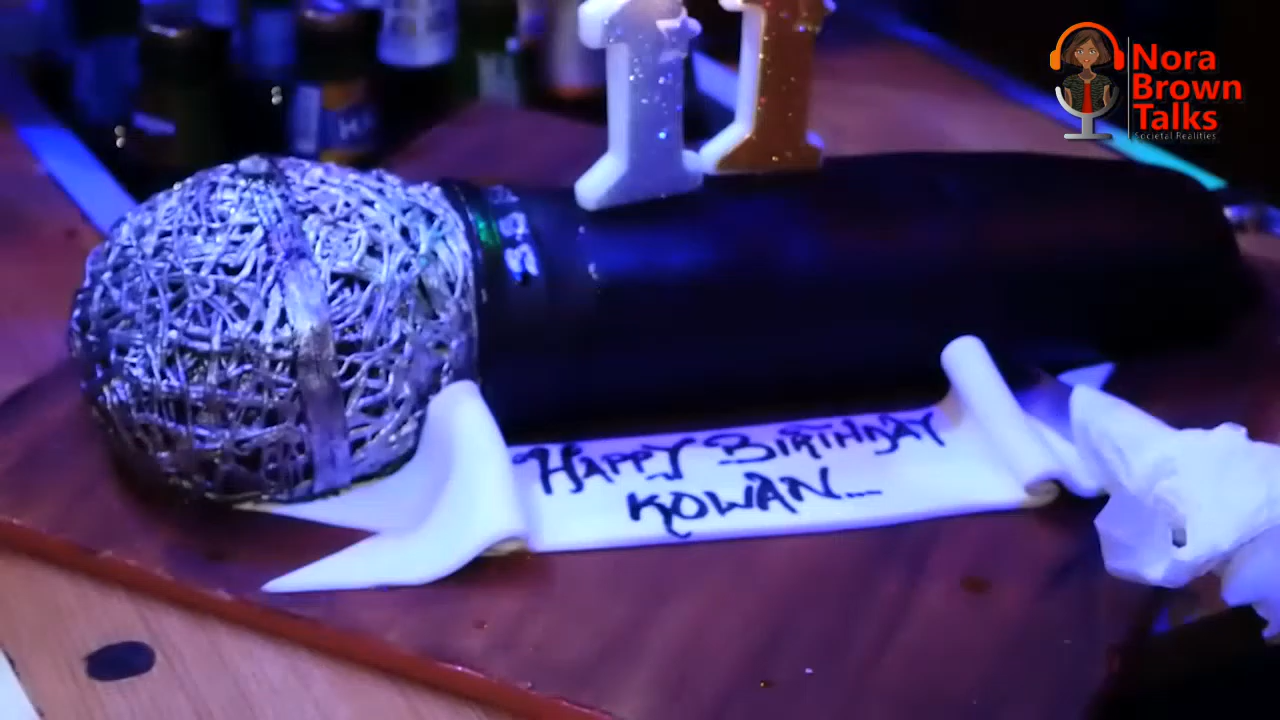 Nora
Brown
Talks
Societal Realities
11
HAPPY BIRTHDAY
KOWAN...